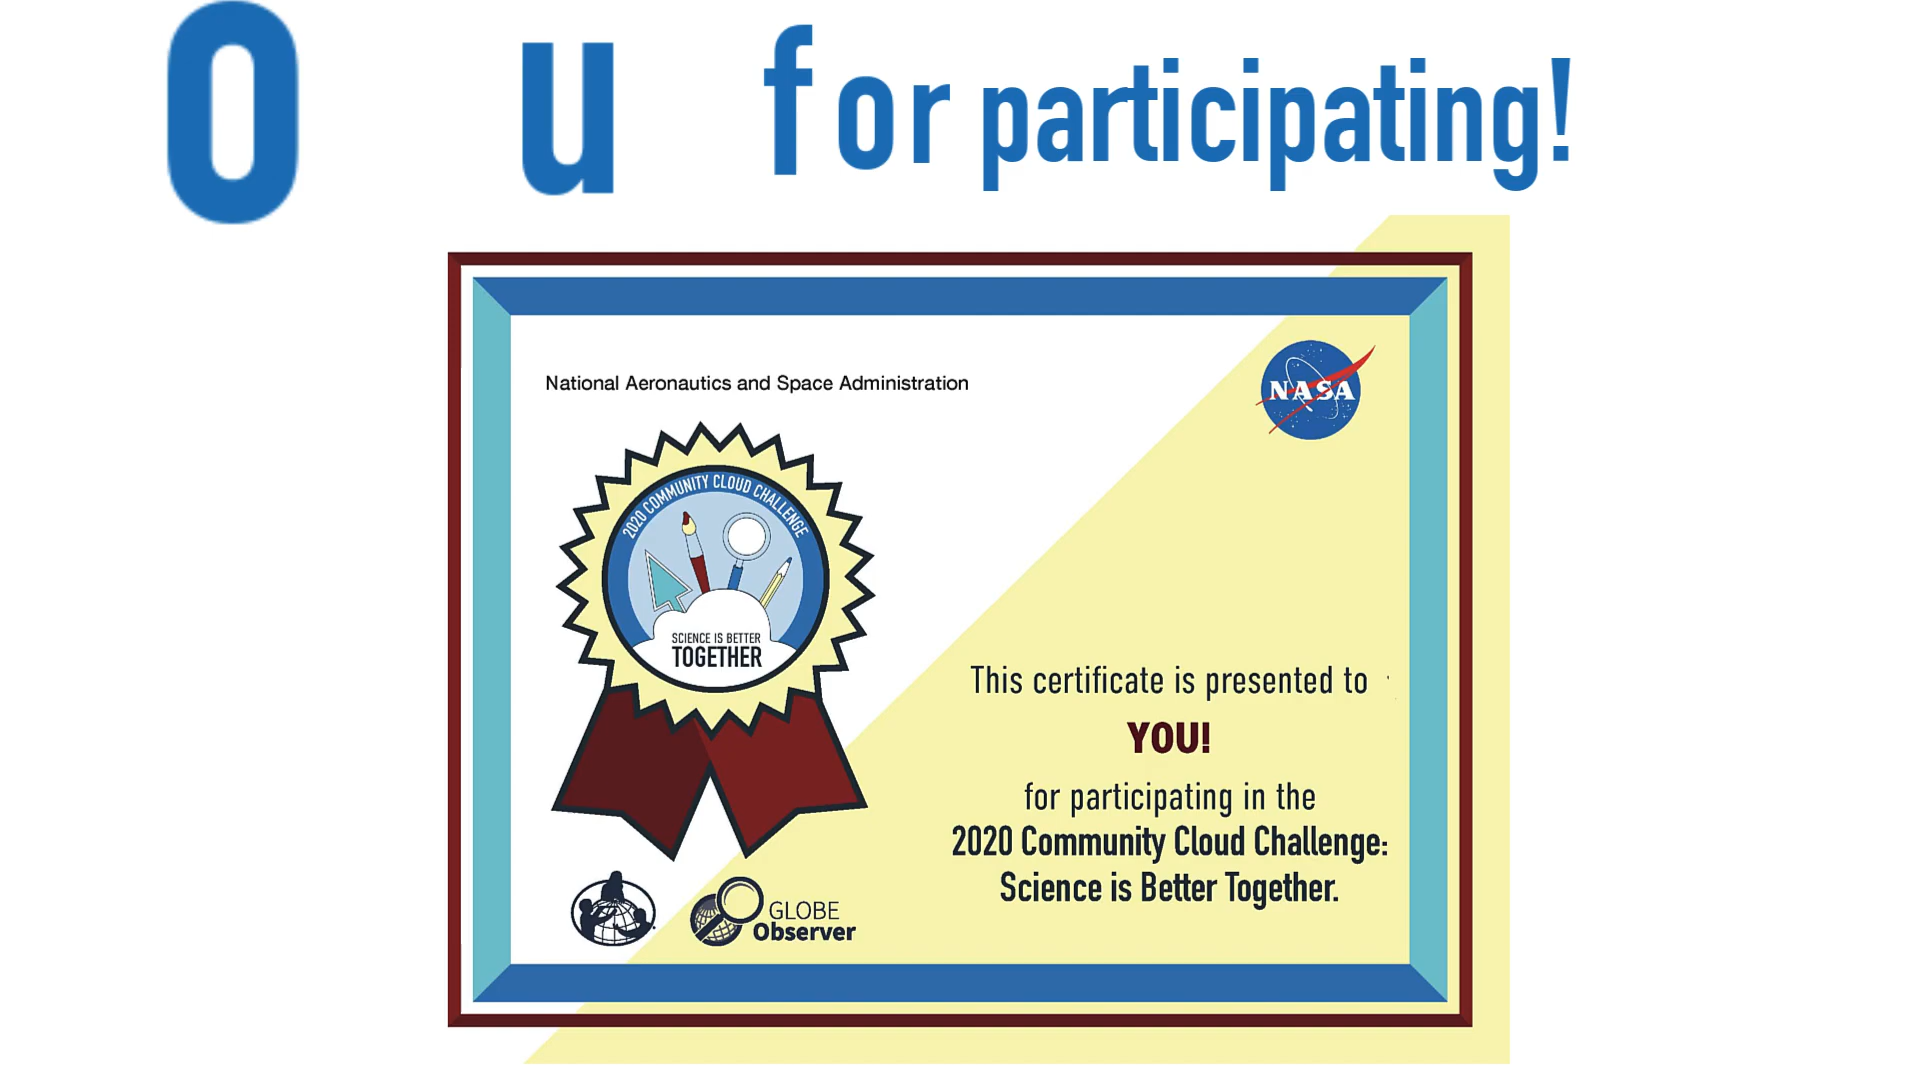 o u for participating!
National Aeronautics and Space Administration
NASA
2020 COMMUNITY CLOUD CHALLENGE
SCIENCE IS BETTER
TOGETHER
This certificate is presented to
YOU!
for participating in the
2020 Community Cloud Challenge:
Science is Better Together.
GLOBE
Observer